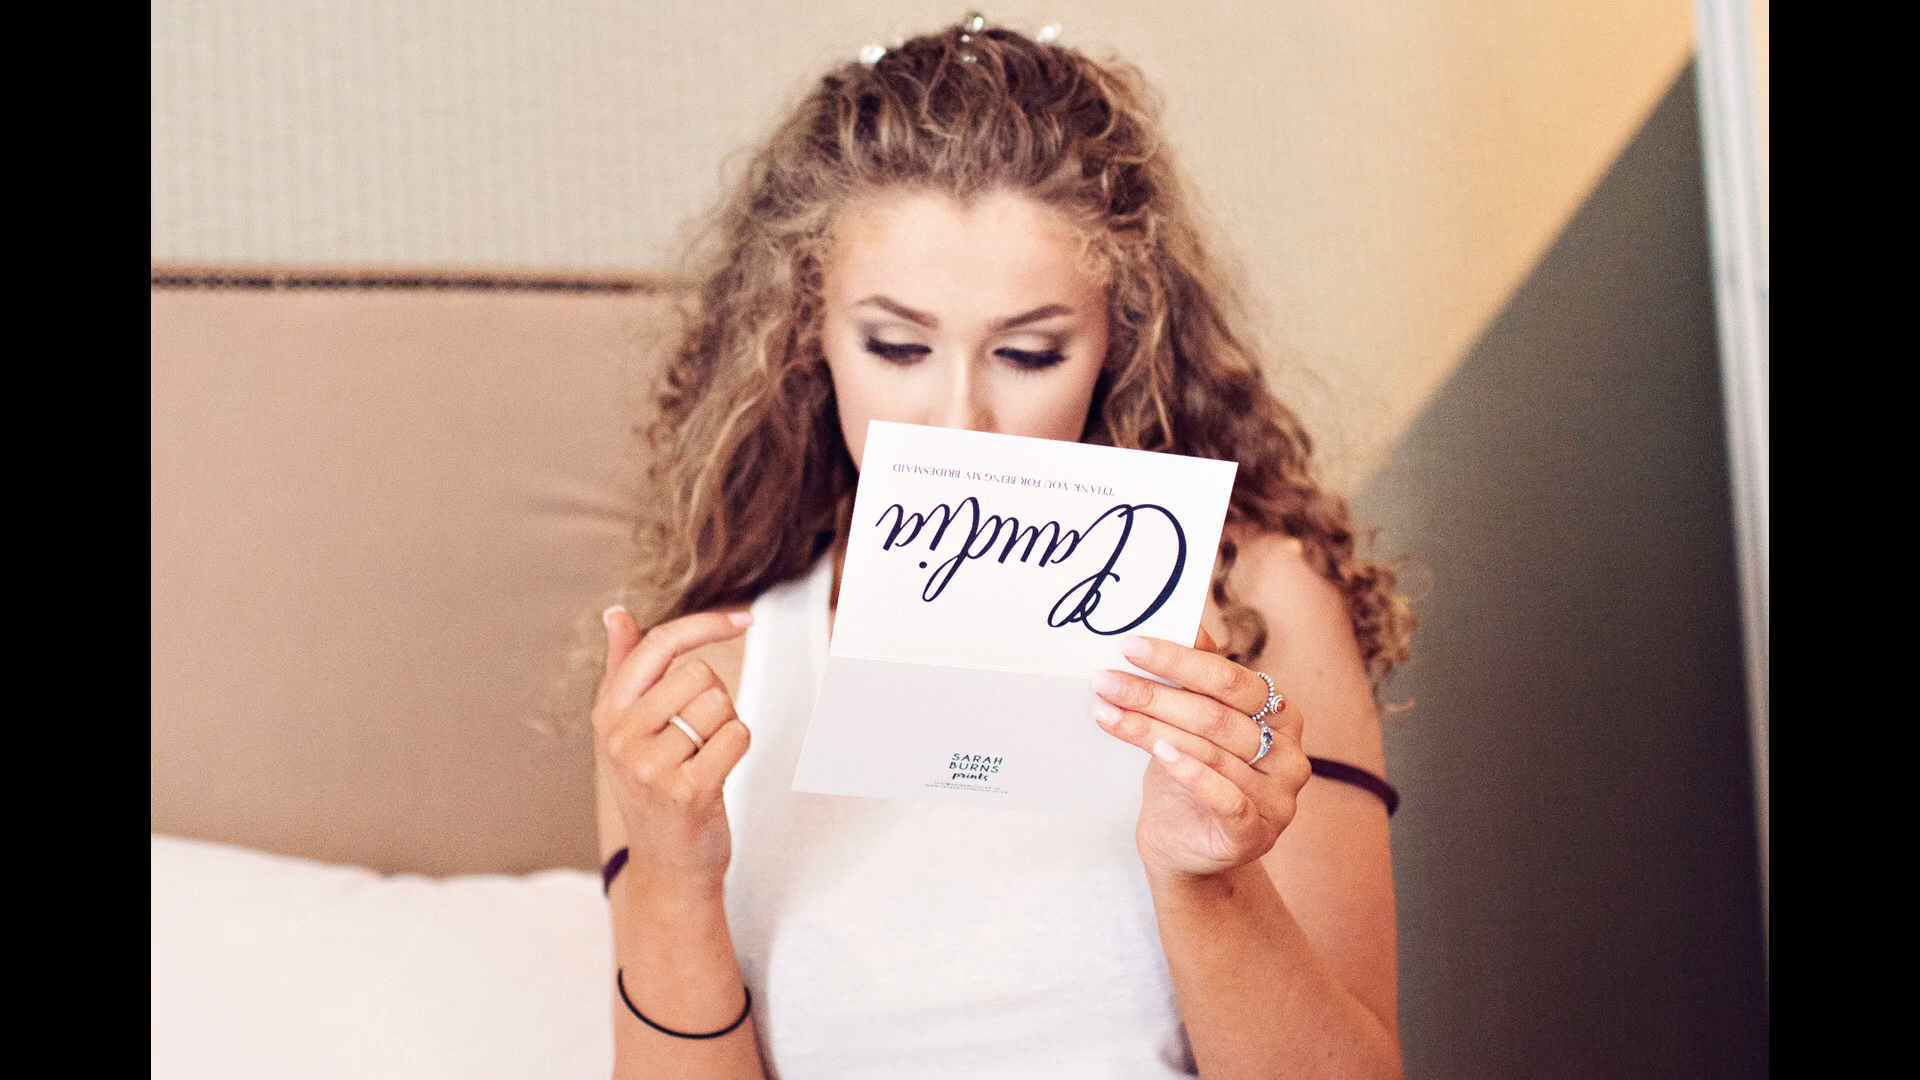 Claudia
THANK YOU FOR BEING MY BRIDESMAID
SARAH
BURNS
prints